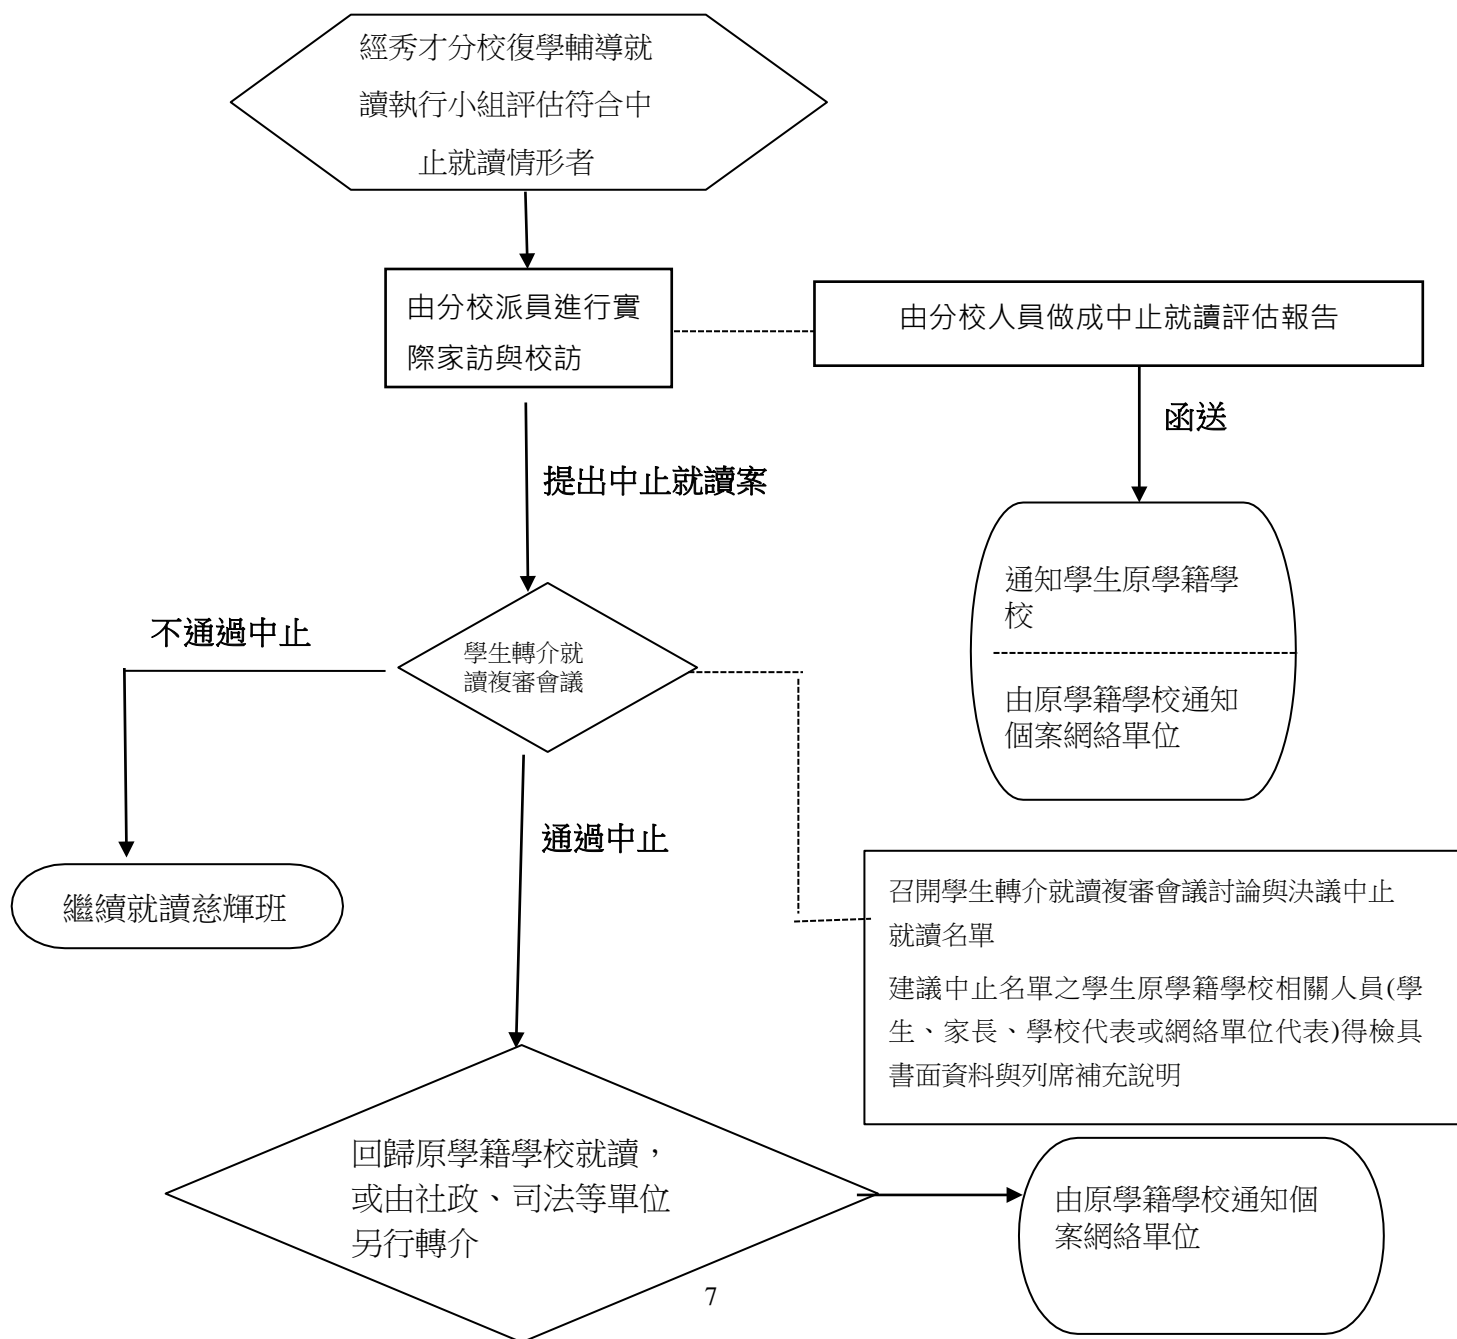 經秀才分校復學輔導就
讀執行小組評估符合中
止就讀情形者
由分校派員進行實
際家訪與校訪
由分校人員做成中止就讀評估報告
函送
提出中止就讀案
通知學生原學籍學
校
由原學籍學校通知
個案網絡單位
不通過中止
學生轉介就
讀複審會議
通過中止
繼續就讀慈輝班
召開學生轉介就讀複審會議討論與決議中止
就讀名單
建議中止名單之學生原學籍學校相關人員(學
生、家長、學校代表或網絡單位代表)得檢具
書面資料與列席補充說明
回歸原學籍學校就讀，
或由社政、司法等單位
另行轉介
由原學籍學校通知個
案網絡單位
7